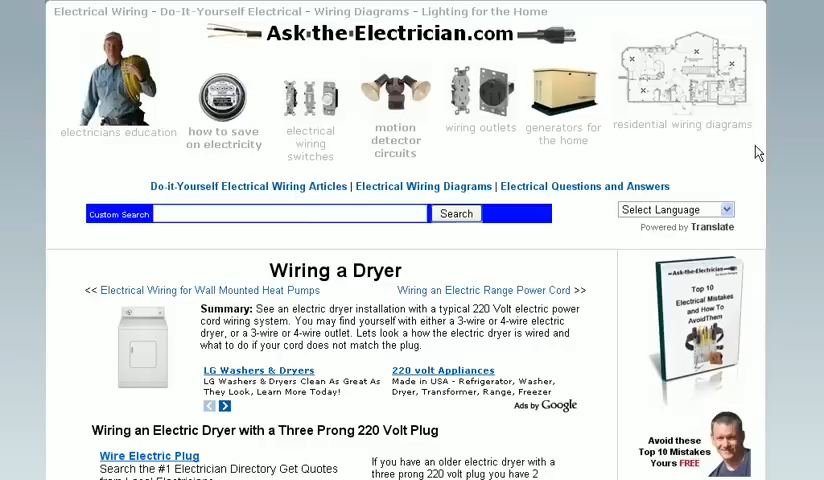 Electrical Wiring - Do-It-Yourself Electrical - Wiring Diagrams - Lighting for the Home
Ask-the-Electrician.com
electricians education
how to save
on electricity
electrical
wiring
switches
motion
detector
circuits
wiring outlets
generators for
the home
residential wiring diagrams
Do-it-Yourself Electrical Wiring Articles | Electrical Wiring Diagrams | Electrical Questions and Answers
Custom Search
Search
Select Language
Powered by Translate
Wiring a Dryer
<< Electrical Wiring for Wall Mounted Heat Pumps
Wiring an Electric Range Power Cord >>
Summary: See an electric dryer installation with a typical 220 Volt electric power
cord wiring system. You may find yourself with either a 3-wire or 4-wire electric
dryer, or a 3-wire or 4-wire outlet. Lets look a how the electric dryer is wired and
what to do if your cord does not match the plug.
LG Washers & Dryers
LG Washers & Dryers Clean As Great As
They Look, Learn More Today!
220 volt Appliances
Made in USA - Refrigerator, Washer,
Dryer, Transformer, Range, Freezer
Ads by Google
Wiring an Electric Dryer with a Three Prong 220 Volt Plug
Wire Electric Plug
Search the #1 Electrician Directory Get Quotes
from Local Electricians
If you have an older electric dryer with a
three prong 220 volt plug you have 2
Ask-the-Electrician
Top 10
Electrical Mistakes
and How To
Avoid Them
Avoid these
Top 10 Mistakes
Yours FREE